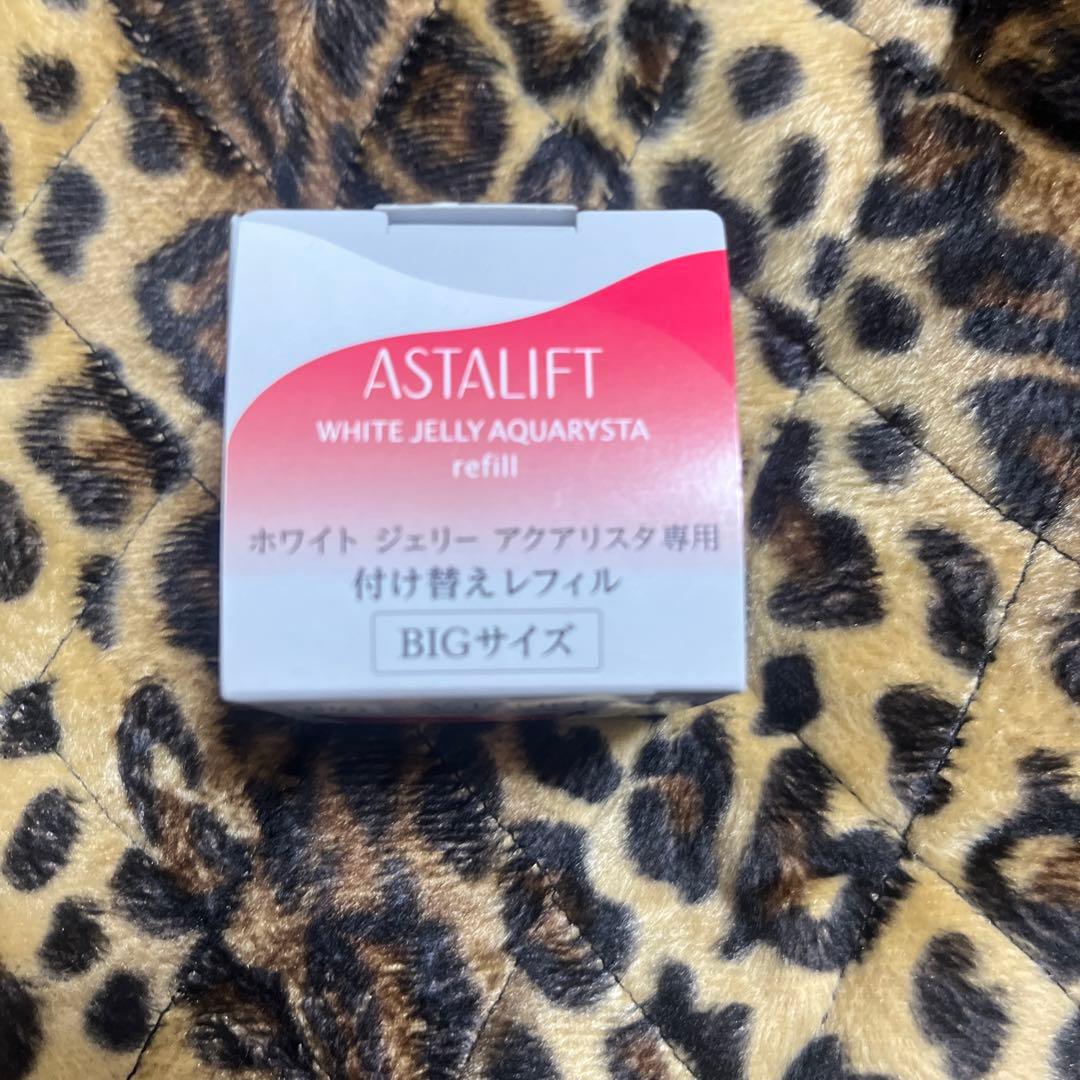 ASTALIFT
WHITE JELLY AQUARYSTA
refill
ホワイト ジェリー アクアリスタ専用
付け替えレフィル
BIGサイズ